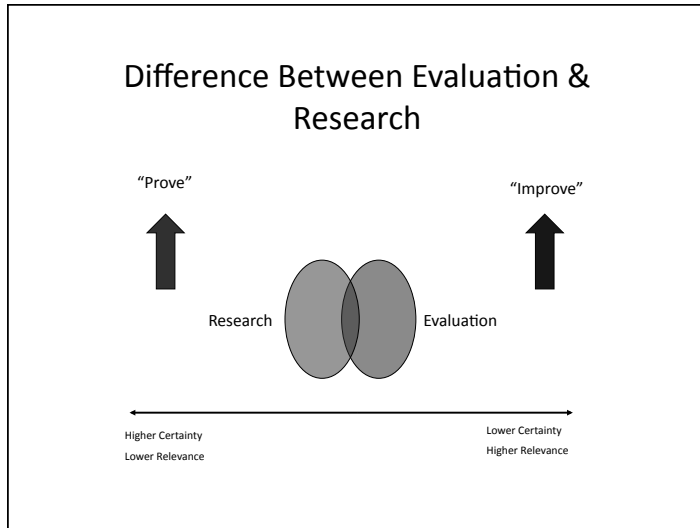 Difference Between Evaluation &
Research
“Prove”
“Improve”
Research
Evaluation
Higher Certainty
Lower Relevance
Lower Certainty
Higher Relevance